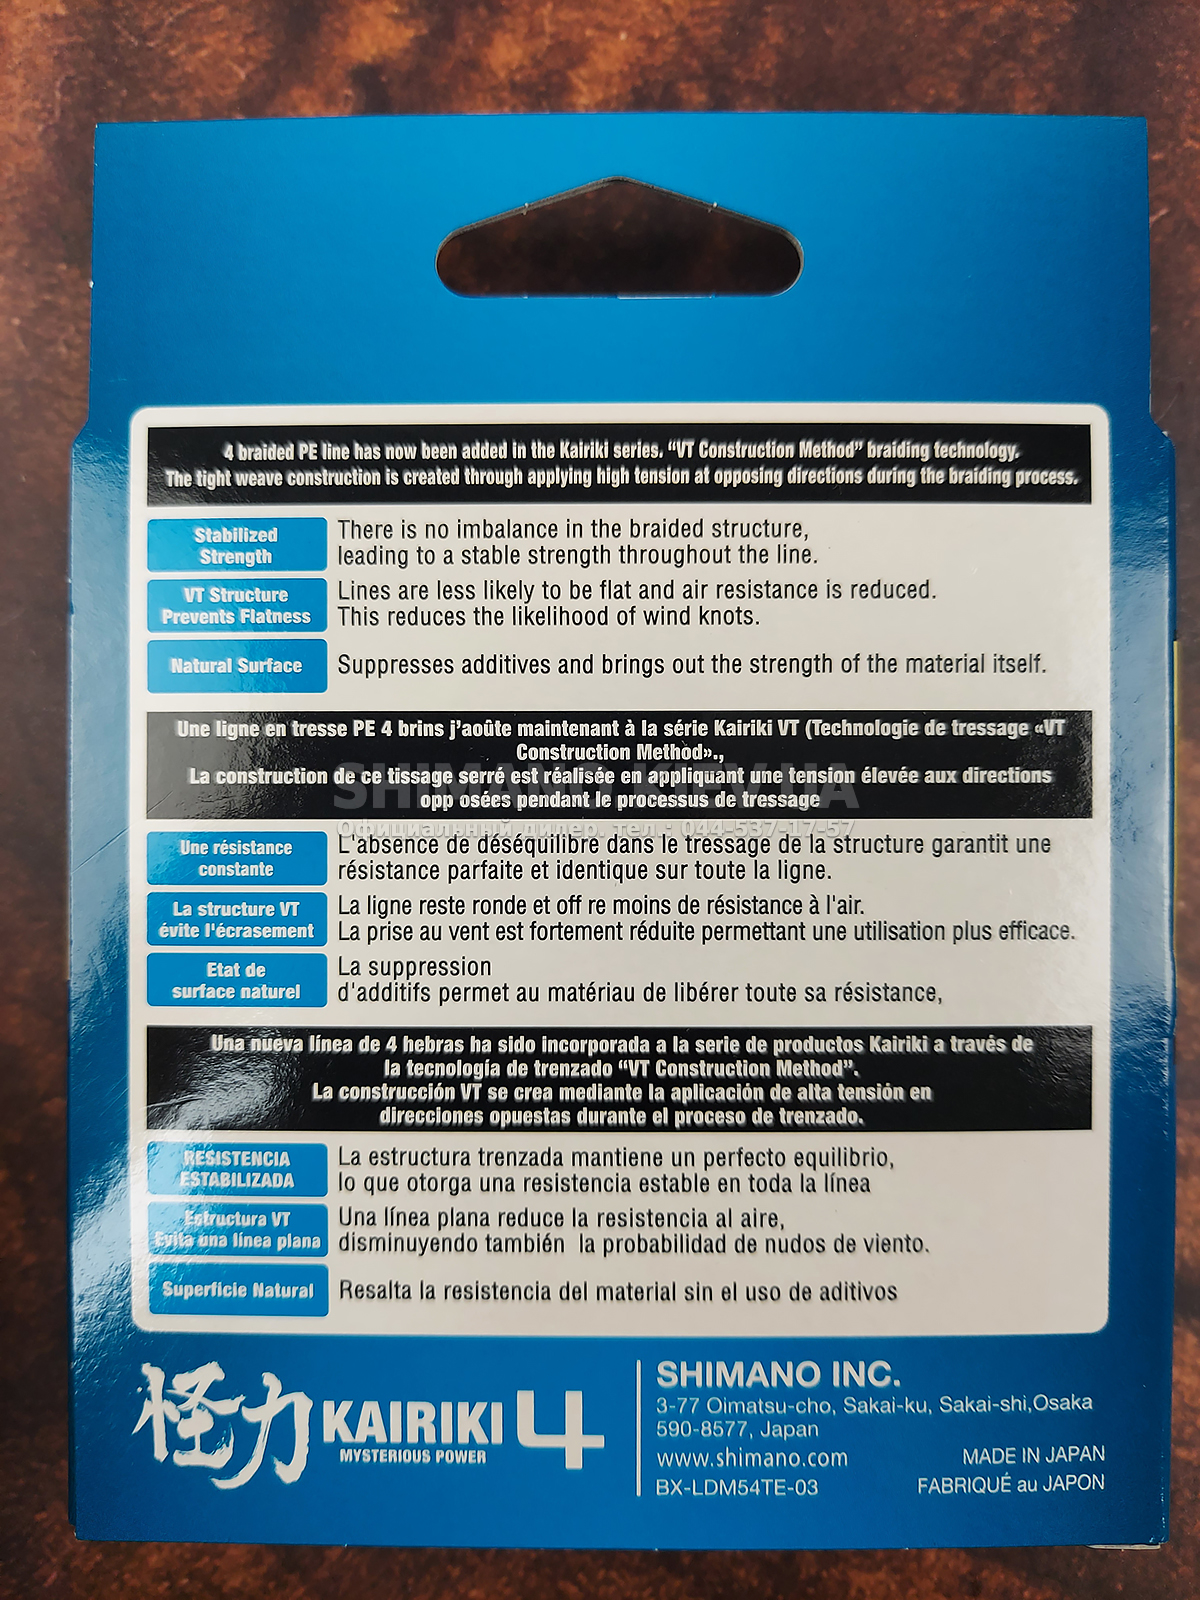 4 braided PE line has now been added in the Kairiki series. “VT Construction Method” braiding technology.
The tight weave construction is created through applying high tension at opposing directions during the braiding process.
Stabilized
Strength
There is no imbalance in the braided structure,
leading to a stable strength throughout the line.
VT Structure
Prevents Flatness
Lines are less likely to be flat and air resistance is reduced.
This reduces the likelihood of wind knots.
Natural Surface
Suppresses additives and brings out the strength of the material itself.
Une ligne en tresse PE 4 brins j’aoûte maintenant à la série Kairiki VT (Technologie de tressage «VT
Construction Method».,
La construction de ce tissage serré est réalisée en appliquant une tension élevée aux directions
opp osées pendant le processus de tressage
SHIMANO.KIEV.UA
Официальный дилер. тел : 044-537-17-57
Une résistance
constante
L'absence de déséquilibre dans le tressage de la structure garantit une
résistance parfaite et identique sur toute la ligne.
La structure VT
évite l'écrasement
La ligne reste ronde et off re moins de résistance à l'air.
La prise au vent est fortement réduite permettant une utilisation plus efficace.
Etat de
surface naturel
La suppression
d'additifs permet au matériau de libérer toute sa résistance,
Una nueva línea de 4 hebras ha sido incorporada a la serie de productos Kairiki a través de
la tecnología de trenzado “VT Construction Method”.
La construcción VT se crea mediante la aplicación de alta tensión en
direcciones opuestas durante el proceso de trenzado.
RESISTENCIA
ESTABILIZADA
La estructura trenzada mantiene un perfecto equilibrio,
lo que otorga una resistencia estable en toda la línea
Estructura VT
Evita una línea plana
Una línea plana reduce la resistencia al aire,
disminuyendo también la probabilidad de nudos de viento.
Superficie Natural
Resalta la resistencia del material sin el uso de aditivos
怪力 KAIRIKI 4
MYSTERIOUS POWER
SHIMANO INC.
3-77 Oimatsu-cho, Sakai-ku, Sakai-shi,Osaka
590-8577, Japan
www.shimano.com
BX-LDM54TE-03
MADE IN JAPAN
FABRIQUÉ au JAPON